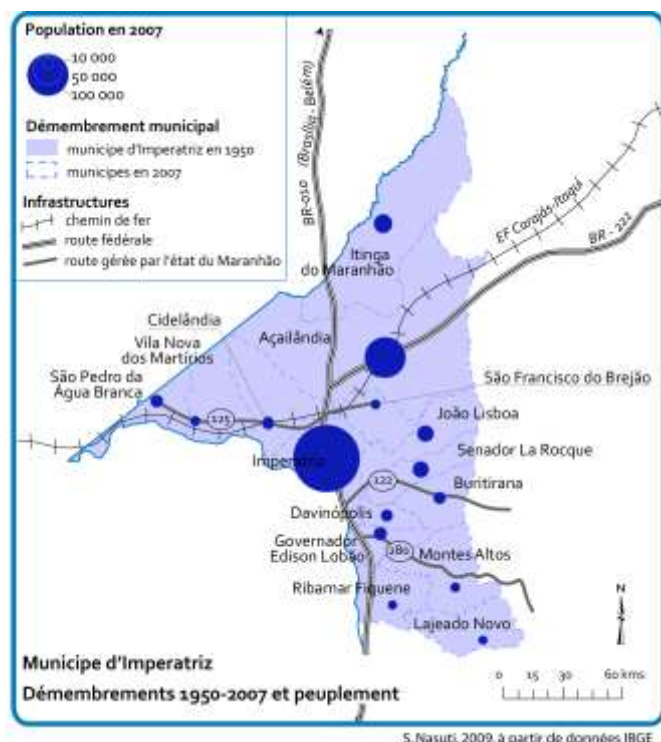 Population en 2007
10 000
50 000
100 000
Démembrement municipal
municipe d'Imperatriz en 1950
municipes en 2007
Infrastructures
chemin de fer
route fédérale
route gérée par l'état du Maranhão
BR-010 (Brasília-Belém)
EF Carajás-Itaqui
BR - 222
Itinga
do Maranhão
Cidelândia
Açailândia
Vila Nova
dos Martírios
São Pedro da
Água Branca
São Francisco do Brejão
125
João Lisboa
Senador La Rocque
Imperatriz
122
Buritirana
Davinópolis
Governador
Edison Lobão
280
Montes Altos
Ribamar Fiquene
Lajeado Novo
N
Municipe d'Imperatriz
Démembrements 1950-2007 et peuplement
0 15 30 60 kms
S. Nasuti, 2009, à partir de données IBGE